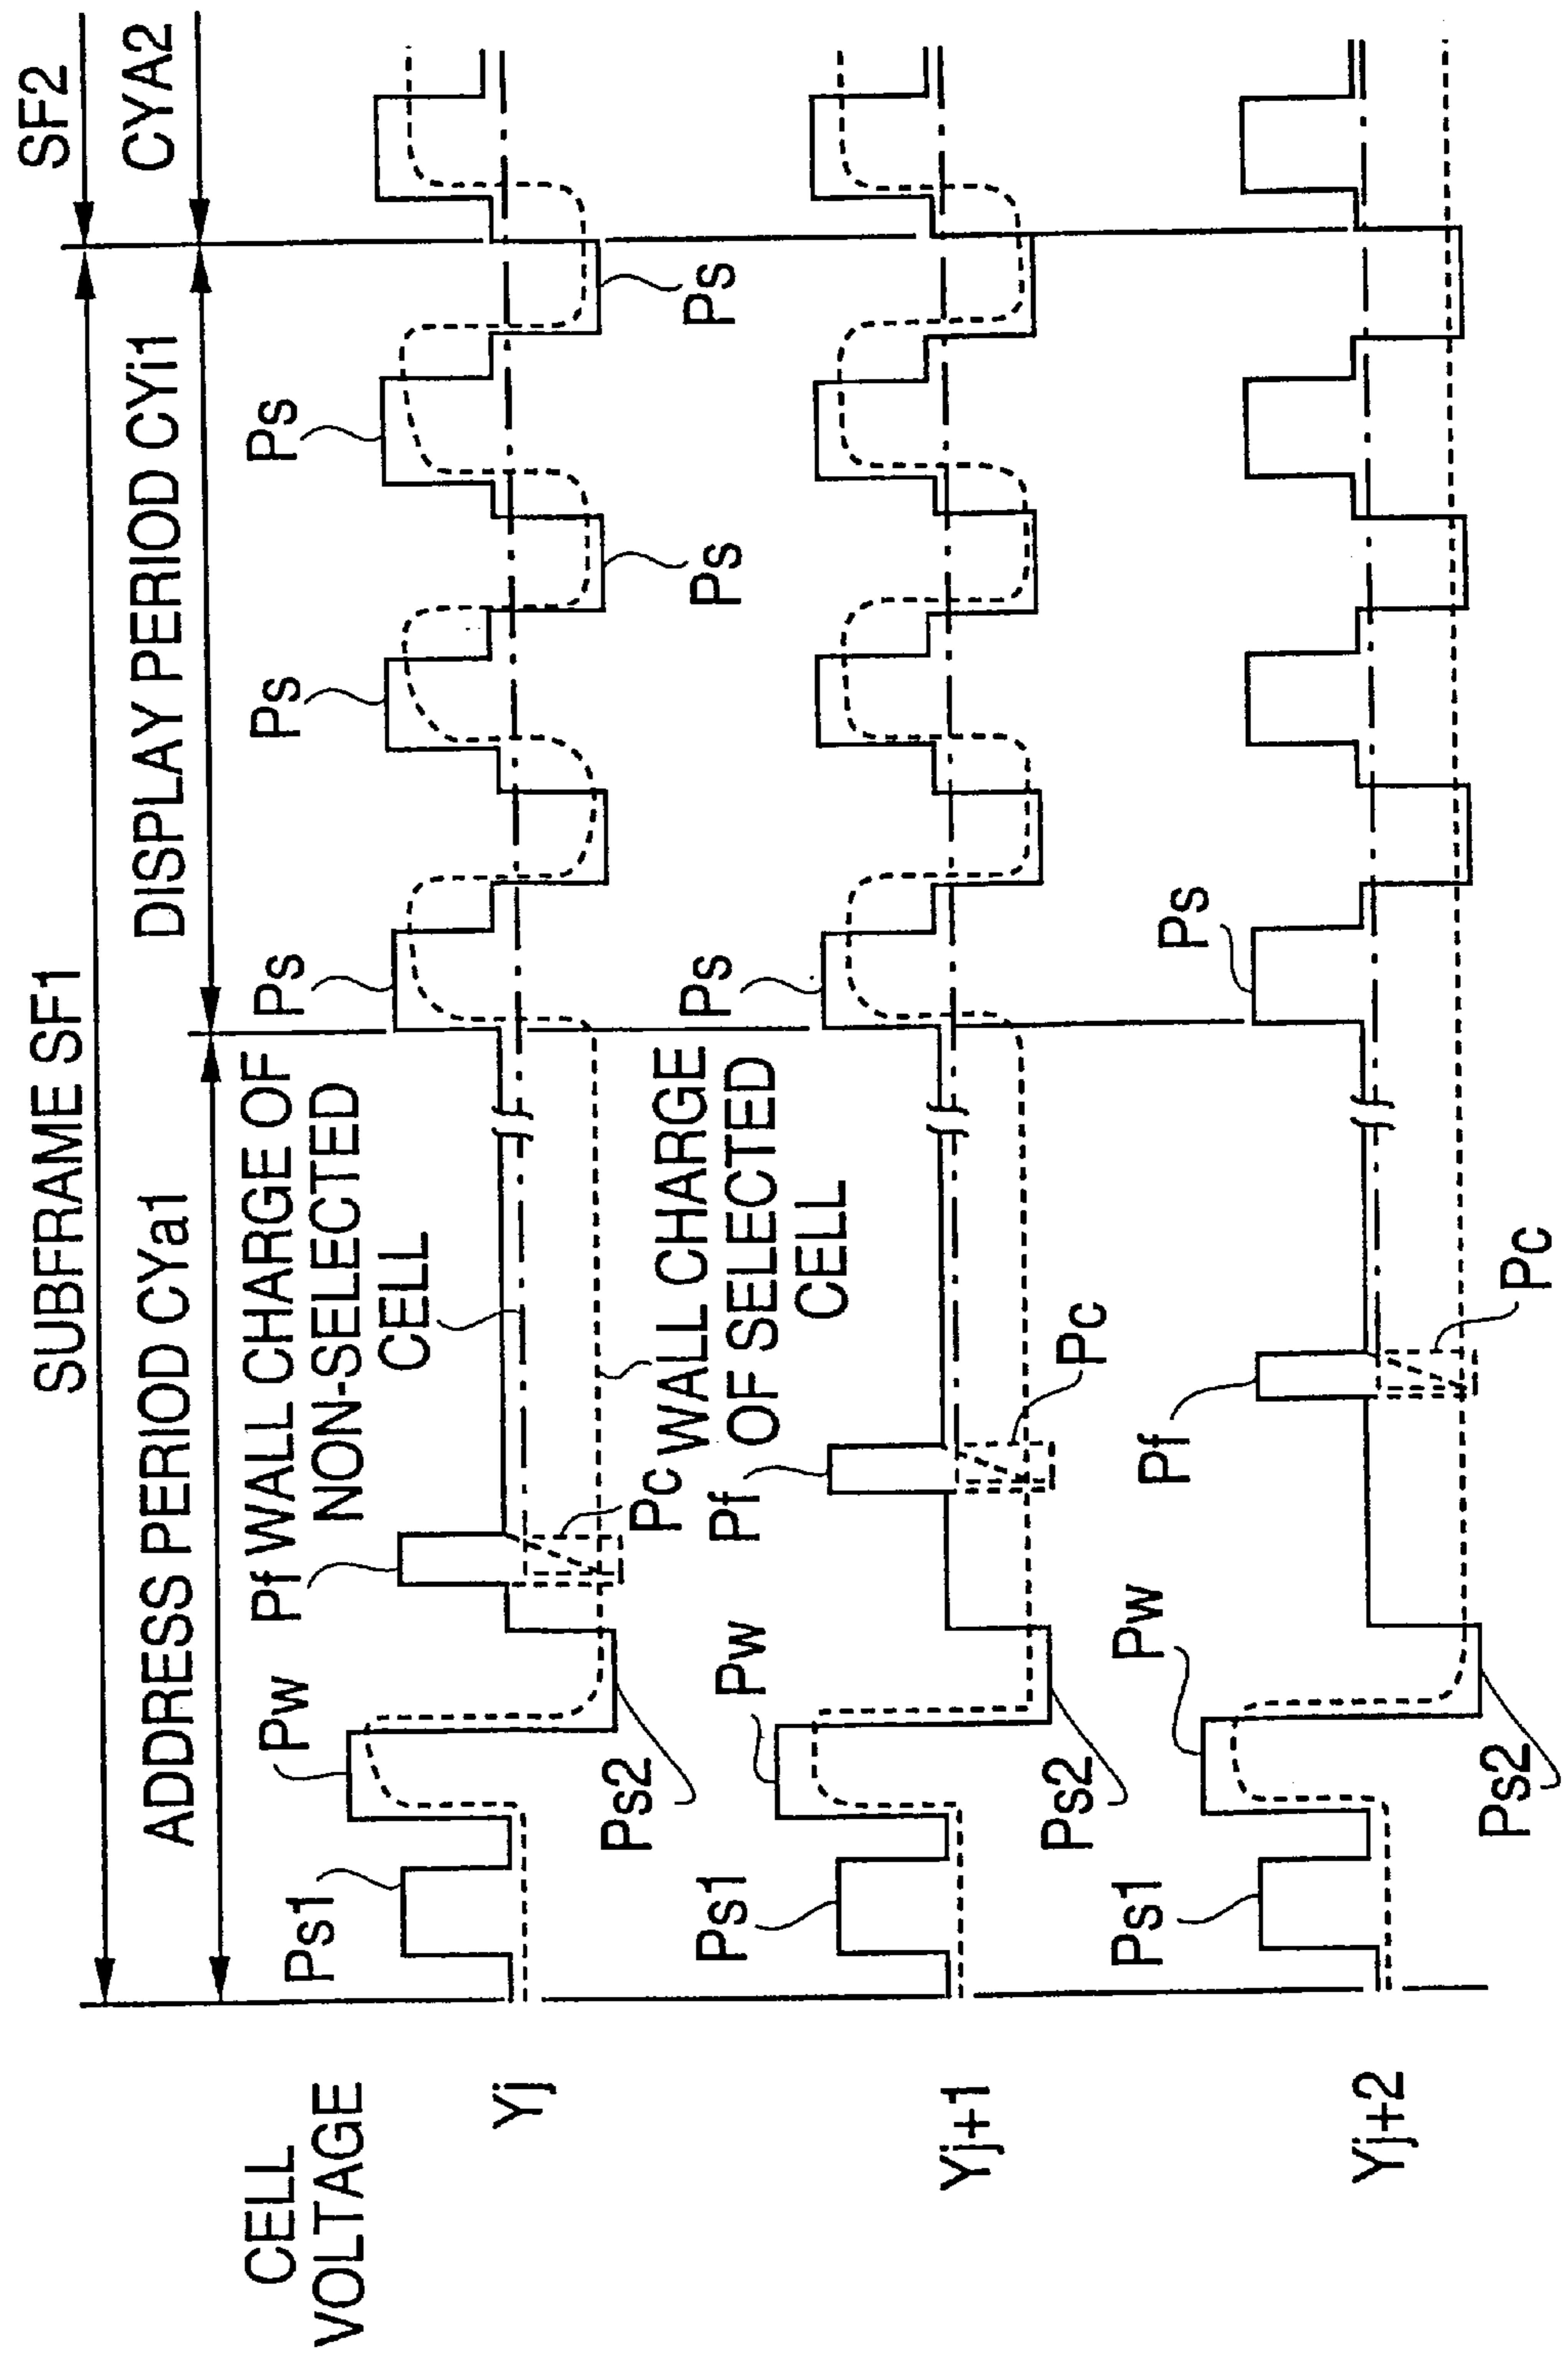 SUBFRAME SF1
SF2
ADDRESS PERIOD CYa1
DISPLAY PERIOD CYi1
CYA2
CELL
VOLTAGE
Ps1
Pw
Pf
WALL CHARGE OF
NON-SELECTED
CELL
Ps
Ps
Ps
Yj
Ps2
Pc
WALL CHARGE
OF SELECTED
CELL
Ps
Ps
Ps1
Pw
Pf
Ps
Yj+1
Ps2
Pc
Ps1
Pw
Pf
Ps
Yj+2
Ps2
Pc